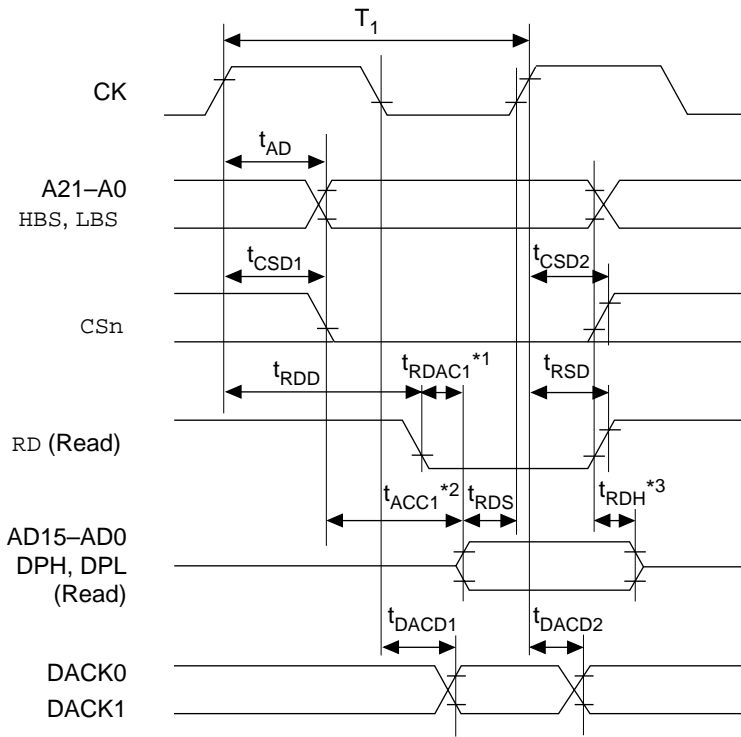 T1
CK
tAD
A21–A0
HBS, LBS
tCSD1
tCSD2
CSn
tRDD
tRDAC1*1
tRSD
RD (Read)
tACC1*2
tRDS
tRDH*3
AD15–AD0
DPH, DPL
(Read)
tDACD1
tDACD2
DACK0
DACK1